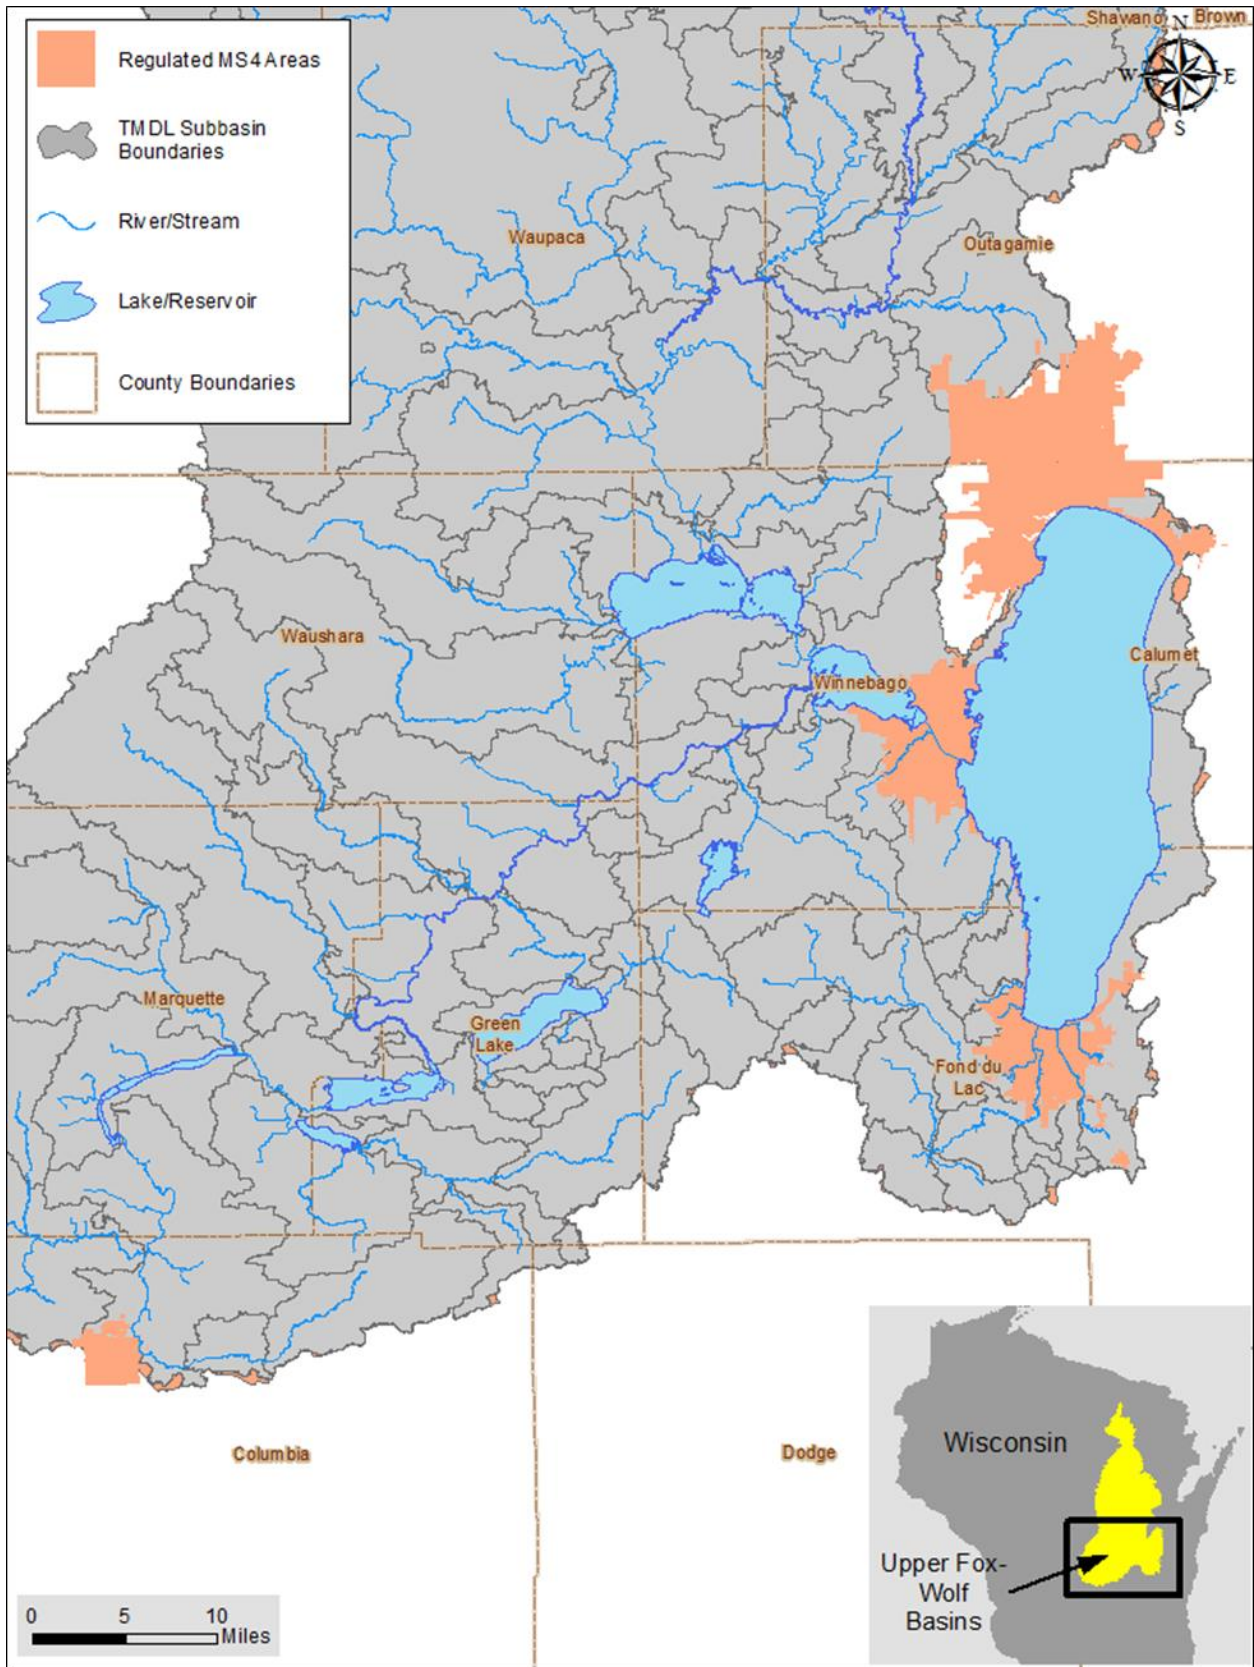 Regulated MS4 Areas
TMDL Subbasin
Boundaries
River/Stream
Lake/Reservoir
County Boundaries
Shawano
Brown
N
W
E
S
Waupaca
Outagamie
Waushara
Calumet
Winnebago
Marquette
Green
Lake
Fond du
Lac
Columbia
Dodge
Wisconsin
Upper Fox-
Wolf
Basins
0 5 10
Miles